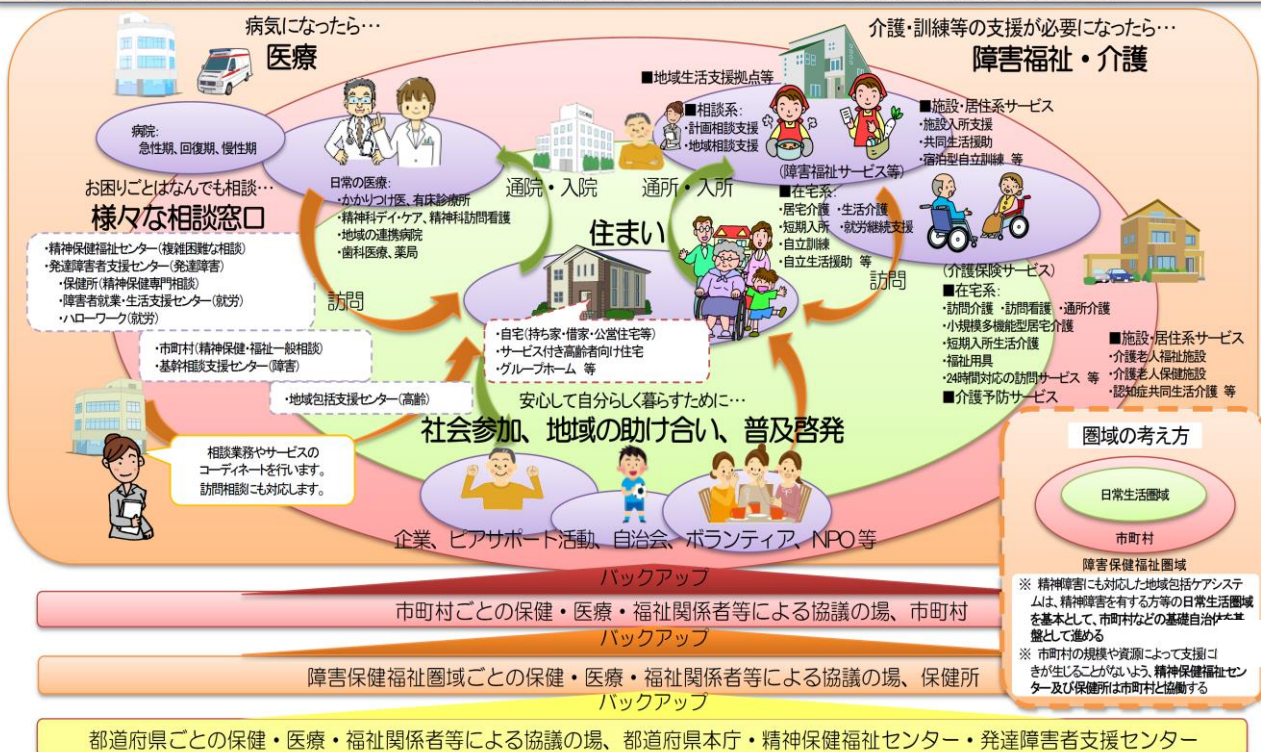 病気になったら…
医療
介護・訓練等の支援が必要になったら…
障害福祉・介護
病院:
急性期、回復期、慢性期
日常の医療:
・かかりつけ医、有床診療所
・精神科デイ・ケア、精神科訪問看護
・地域の連携病院
・歯科医療、薬局
■地域生活支援拠点等
■相談系:
・計画相談支援
・地域相談支援
■施設・居住系サービス
・施設入所支援
・共同生活援助
・宿泊型自立訓練 等
(障害福祉サービス等)
■在宅系:
・居宅介護 ・生活介護
・短期入所 ・就労継続支援
・自立訓練
・自立生活援助 等
通院・入院
通所・入所
お困りごとはなんでも相談…
様々な相談窓口
・精神保健福祉センター(複雑困難な相談)
・発達障害者支援センター(発達障害)
・保健所(精神保健専門相談)
・障害者就業・生活支援センター(就労)
・ハローワーク(就労)
・市町村(精神保健・福祉一般相談)
・基幹相談支援センター(障害)
・地域包括支援センター(高齢)
相談業務やサービスの
コーディネートを行います。
訪問相談にも対応します。
訪問
住まい
訪問
・自宅(持ち家・借家・公営住宅等)
・サービス付き高齢者向け住宅
・グループホーム 等
(介護保険サービス)
■在宅系:
・訪問介護 ・訪問看護 ・通所介護
・小規模多機能型居宅介護
・短期入所生活介護
・福祉用具
・24時間対応の訪問サービス 等
■介護予防サービス
■施設・居住系サービス
・介護老人福祉施設
・介護老人保健施設
・認知症共同生活介護 等
安心して自分らしく暮らすために…
社会参加、地域の助け合い、普及啓発
企業、ピアサポート活動、自治会、ボランティア、NPO等
圏域の考え方
日常生活圏域
市町村
障害保健福祉圏域
※ 精神障害にも対応した地域包括ケアシステ
ムは、精神障害を有する方等の日常生活圏域
を基本として、市町村などの基礎自治体を基
盤として進める
※ 市町村の規模や資源によって支援に
きが生じることがないよう、精神保健福祉セン
ター及び保健所は市町村と協働する
バックアップ
市町村ごとの保健・医療・福祉関係者等による協議の場、市町村
バックアップ
障害保健福祉圏域ごとの保健・医療・福祉関係者等による協議の場、保健所
バックアップ
都道府県ごとの保健・医療・福祉関係者等による協議の場、都道府県本庁・精神保健福祉センター・発達障害者支援センター